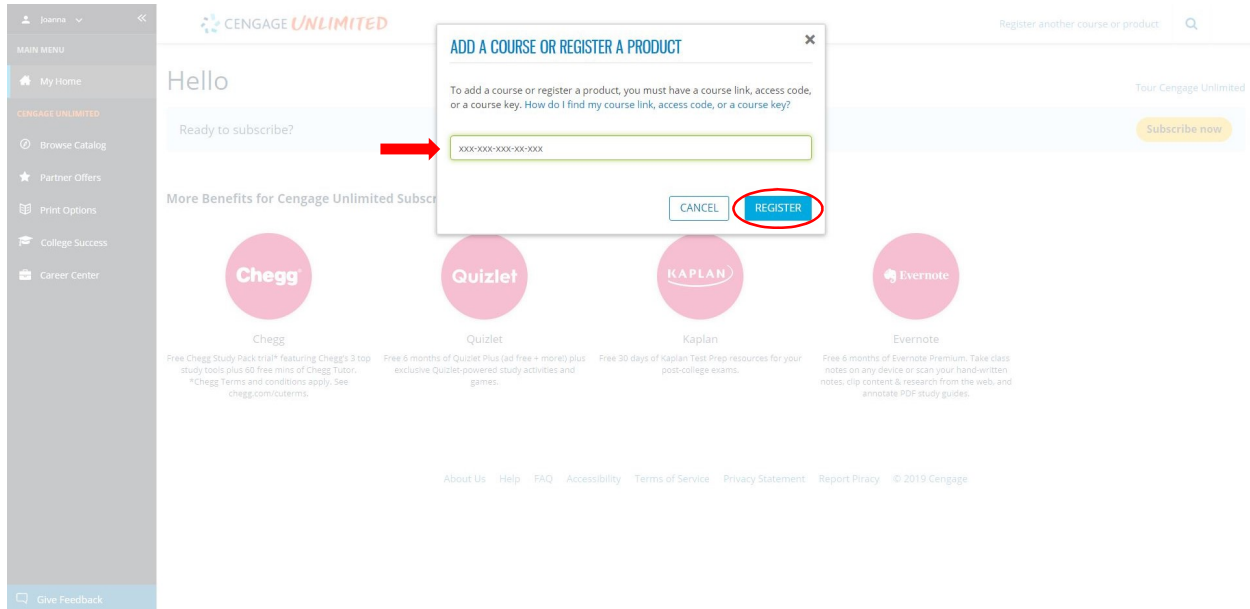 Joanna
MAIN MENU
My Home
CENGAGE UNLIMITED
Browse Catalog
Partner Offers
Print Options
College Success
Career Center
Give Feedback
CENGAGE UNLIMITED
Register another course or product
Hello
Tour Cengage Unlimited
Ready to subscribe?
Subscribe now
ADD A COURSE OR REGISTER A PRODUCT
To add a course or register a product, you must have a course link, access code,
or a course key. How do I find my course link, access code, or a course key?
xxx-xxx-xxx-xx-xxx
CANCEL
REGISTER
More Benefits for Cengage Unlimited Subscr
Chegg
Quizlet
KAPLAN
Evernote
Chegg
Free Chegg Study Pack trial* featuring Chegg's 3 top
study tools plus 60 free mins of Chegg Tutor.
*Chegg Terms and conditions apply. See
chegg.com/cuterms.
Quizlet
Free 6 months of Quizlet Plus (ad free + more!) plus
exclusive Quizlet-powered study activities and
games.
Kaplan
Free 30 days of Kaplan Test Prep resources for your
post-college exams.
Evernote
Free 6 months of Evernote Premium. Take class
notes on any device or scan your hand-written
notes, clip content & research from the web, and
annotate PDF study guides.
About Us Help FAQ Accessibility Terms of Service Privacy Statement Report Piracy © 2019 Cengage